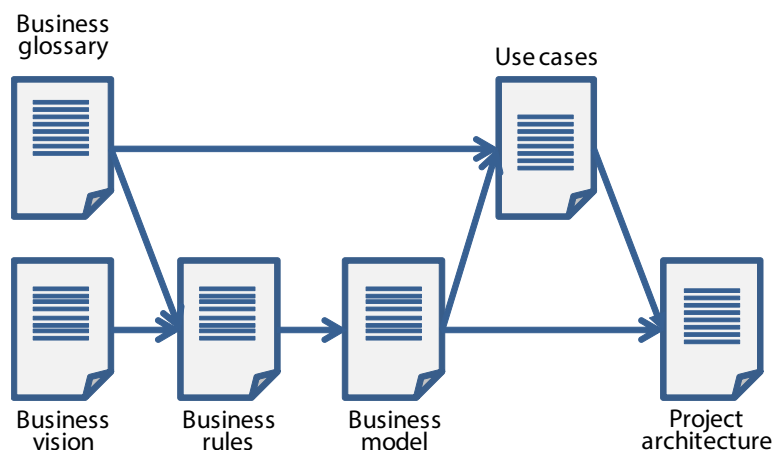 Business
glossary
Use cases
Business
vision
Business
rules
Business
model
Project
architecture